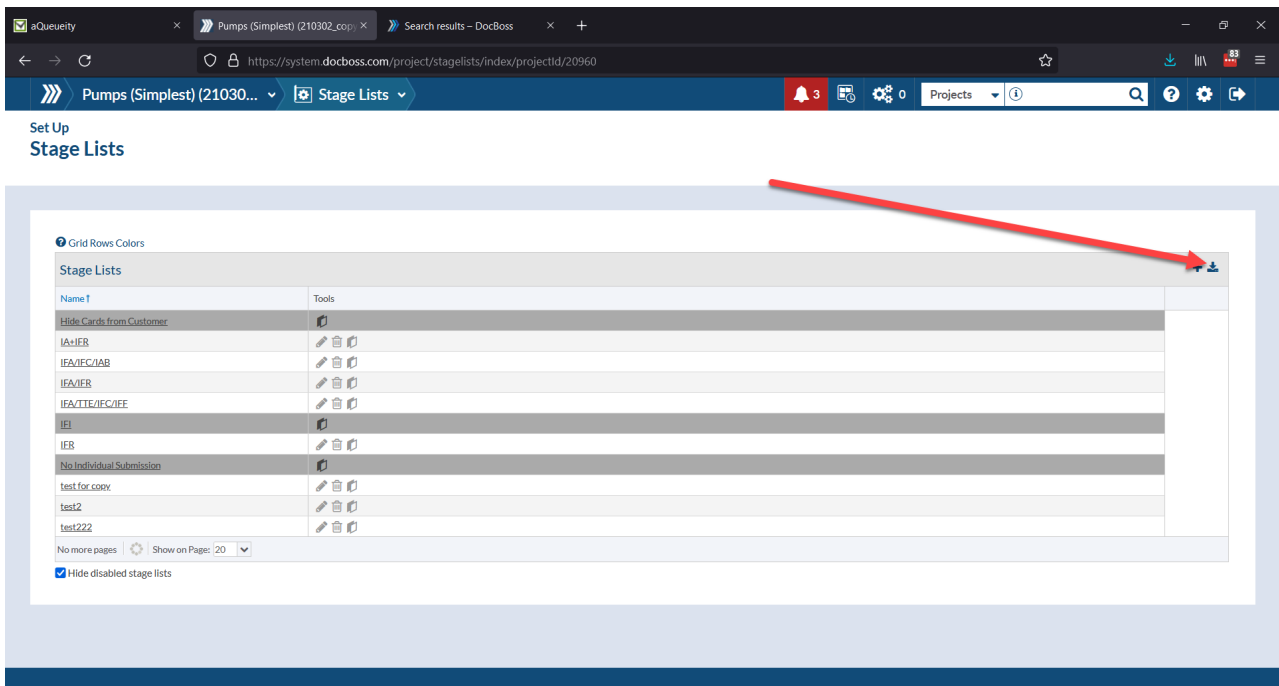 aQueueity
Pumps (Simplest) (210302_copy
Search results – DocBoss
https://system.docboss.com/project/stagelists/index/projectId/20960
83
Pumps (Simplest) (21030...
Stage Lists
3
0
Projects
Set Up
Stage Lists
Grid Rows Colors
Stage Lists
Name
Tools
Hide Cards from Customer
IA+IFR
IFA/IFC/IAB
IFA/IFR
IFA/TTE/IFC/IFF
IFI
IFR
No Individual Submission
test for copy
test2
test222
No more pages
Show on Page: 20
Hide disabled stage lists